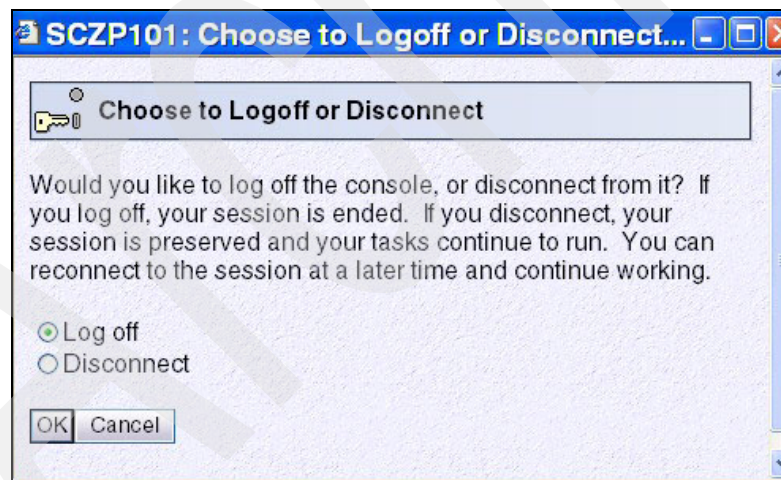 SCZP101: Choose to Logoff or Disconnect...
Choose to Logoff or Disconnect
Would you like to log off the console, or disconnect from it? If
you log off, your session is ended. If you disconnect, your
session is preserved and your tasks continue to run. You can
reconnect to the session at a later time and continue working.
Log off
Disconnect
OK Cancel